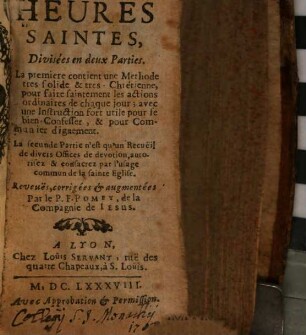 HEURES
SAINTES,
Divisées en deux Parties.
La premiere contient une Methode
tres solide & tres-Chrétienne,
pour faire saintement les actions
ordinaires de chaque jour; avec
une Instruction fort utile pour se
bien Confesser, & pour Com-
munier dignement.
La seconde Partie n'est qu'un Recueil
de divers Offices de devotion, auto-
risez & consacrez par l'usage
commun de la sainte Eglise.
Reveuës, corrigées & augmentées
Par le P. F. POMEY, de la
Compagnie de JESUS.
A LYON,
Chez LOUIS SERVANT, ruë des
quatre Chapeaux, à S. Loüis.
M. DC. LXXXVIII.
Avec Approbation & Permission.